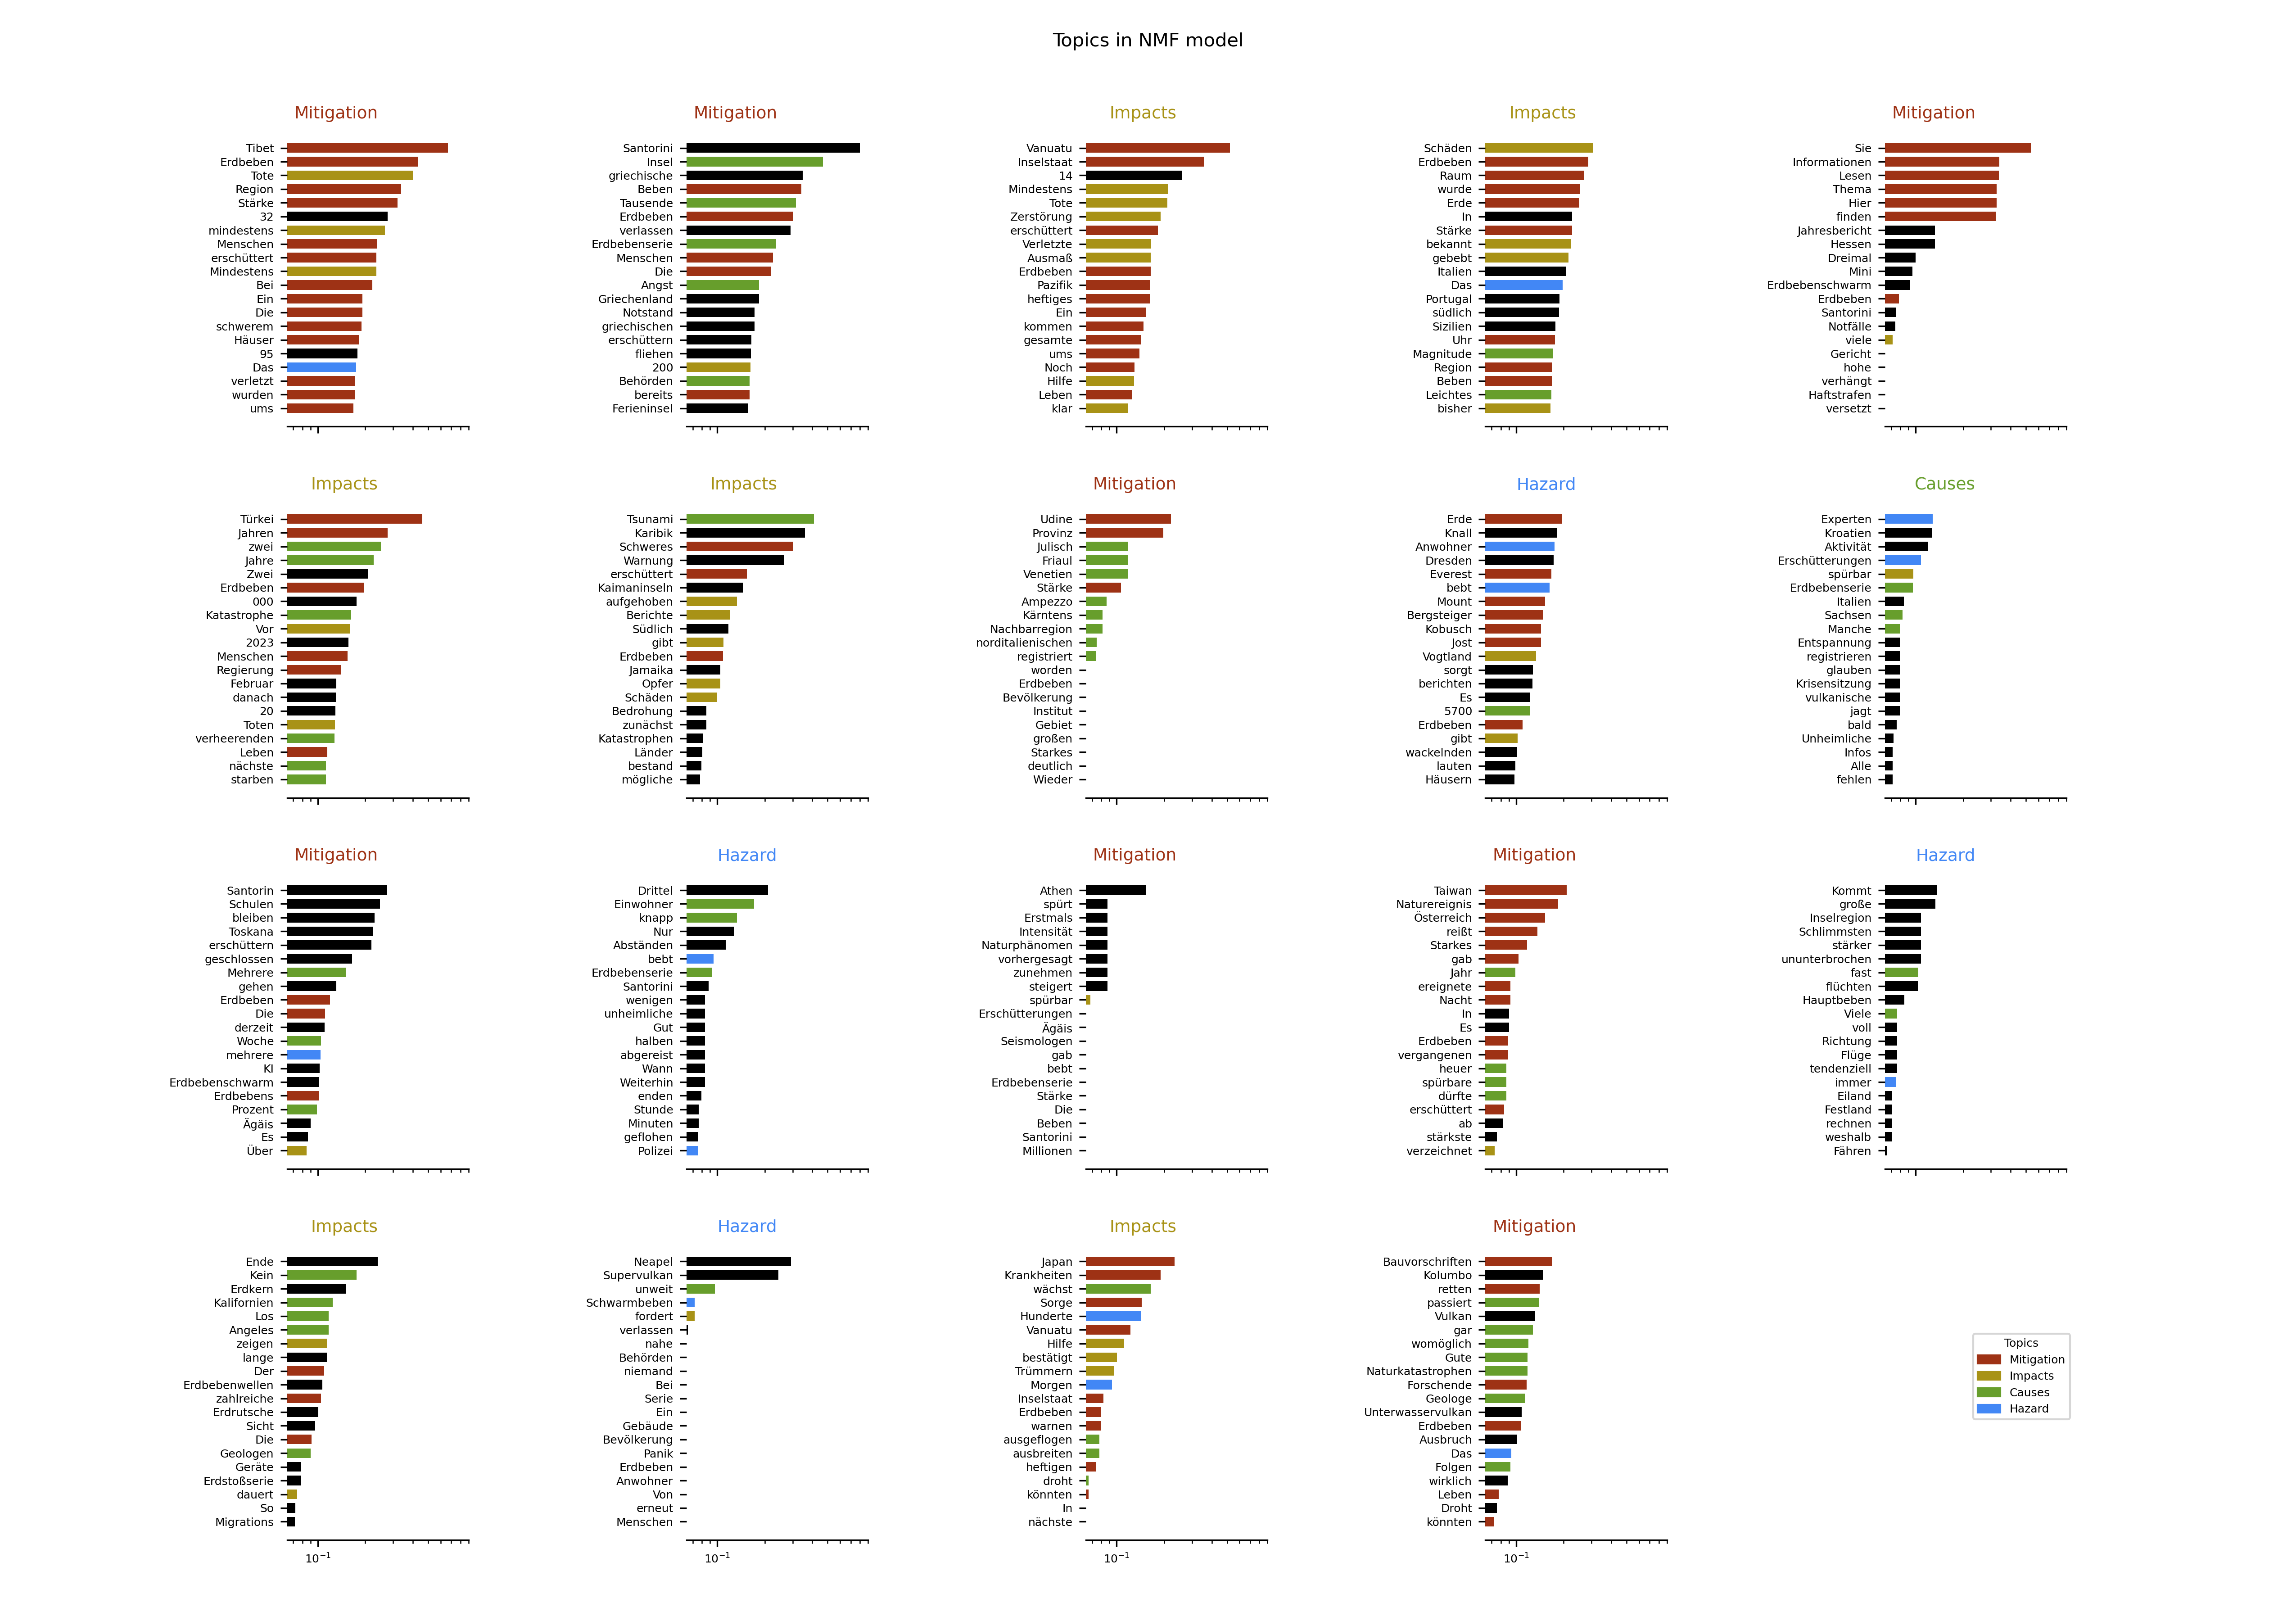 Topics in NMF model
Mitigation
Tibet
Erdbeben
Tote
Region
Stärke
32
mindestens
Menschen
erschüttert
Mindestens
Bei
Ein
Die
schwerem
Häuser
95
Das
verletzt
wurden
ums
Mitigation
Santorini
Insel
griechische
Beben
Tausende
Erdbeben
verlassen
Erdbebenserie
Menschen
Die
Angst
Griechenland
Notstand
griechischen
erschüttern
fliehen
200
Behörden
bereits
Ferieninsel
Impacts
Vanuatu
Inselstaat
14
Mindestens
Tote
Zerstörung
erschüttert
Verletzte
Ausmaß
Erdbeben
Pazifik
heftiges
Ein
kommen
gesamte
ums
Noch
Hilfe
Leben
klar
Impacts
Schäden
Erdbeben
Raum
wurde
Erde
In
Stärke
bekannt
gebebt
Italien
Das
Portugal
südlich
Sizilien
Uhr
Magnitude
Region
Beben
Leichtes
bisher
Mitigation
Sie
Informationen
Lesen
Thema
Hier
finden
Jahresbericht
Hessen
Dreimal
Mini
Erdbebenschwarm
Erdbeben
Santorini
Notfälle
viele
Gericht
hohe
verhängt
Haftstrafen
versetzt
Impacts
Türkei
Jahren
zwei
Jahre
Zwei
Erdbeben
000
Katastrophe
Vor
2023
Menschen
Regierung
Februar
danach
20
Toten
verheerenden
Leben
nächste
starben
Impacts
Tsunami
Karibik
Schweres
Warnung
erschüttert
Kaimaninseln
aufgehoben
Berichte
Südlich
gibt
Erdbeben
Jamaika
Opfer
Schäden
Bedrohung
zunächst
Katastrophen
Länder
bestand
mögliche
Mitigation
Udine
Provinz
Julisch
Friaul
Venetien
Stärke
Ampezzo
Kärntens
Nachbarregion
norditalienischen
registriert
worden
Erdbeben
Bevölkerung
Institut
Gebiet
großen
Starkes
deutlich
Wieder
Hazard
Erde
Knall
Anwohner
Dresden
Everest
bebt
Mount
Bergsteiger
Kobusch
Jost
Vogtland
sorgt
berichten
Es
5700
Erdbeben
gibt
wackelnden
lauten
Häusern
Causes
Experten
Kroatien
Aktivität
Erschütterungen
spürbar
Erdbebenserie
Italien
Sachsen
Manche
Entspannung
registrieren
glauben
Krisensitzung
vulkanische
jagt
bald
Unheimliche
Infos
Alle
fehlen
Mitigation
Santorin
Schulen
bleiben
Toskana
erschüttern
geschlossen
Mehrere
gehen
Erdbeben
Die
derzeit
Woche
mehrere
KI
Erdbebenschwarm
Erdbebens
Prozent
Ägäis
Es
Über
Hazard
Drittel
Einwohner
knapp
Nur
Abständen
bebt
Erdbebenserie
Santorini
wenigen
unheimliche
Gut
halben
abgereist
Wann
Weiterhin
enden
Stunde
Minuten
geflohen
Polizei
Mitigation
Athen
spürt
Erstmals
Intensität
Naturphänomen
vorhergesagt
zunehmen
steigert
spürbar
Erschütterungen
Ägäis
Seismologen
gab
bebt
Erdbebenserie
Stärke
Die
Beben
Santorini
Millionen
Mitigation
Taiwan
Naturereignis
Österreich
reißt
Starkes
gab
Jahr
ereignete
Nacht
In
Es
Erdbeben
vergangenen
heuer
spürbare
dürfte
erschüttert
ab
stärkste
verzeichnet
Hazard
Kommt
große
Inselregion
Schlimmsten
stärker
ununterbrochen
fast
flüchten
Hauptbeben
Viele
voll
Richtung
Flüge
tendenziell
immer
Eiland
Festland
rechnen
weshalb
Fähren
Impacts
Ende
Kein
Erdkern
Kalifornien
Los
Angeles
zeigen
lange
Der
Erdbebenwellen
zahlreiche
Erdrutsche
Sicht
Die
Geologen
Geräte
Erdstoßserie
dauert
So
Migrations
10⁻¹
Hazard
Neapel
Supervulkan
unweit
Schwarmbeben
fordert
verlassen
nahe
Behörden
niemand
Bei
Serie
Ein
Gebäude
Bevölkerung
Panik
Erdbeben
Anwohner
Von
erneut
Menschen
10⁻¹
Impacts
Japan
Krankheiten
wächst
Sorge
Hunderte
Vanuatu
Hilfe
bestätigt
Trümmern
Morgen
Inselstaat
Erdbeben
warnen
ausgeflogen
ausbreiten
heftigen
droht
könnten
In
nächste
10⁻¹
Mitigation
Bauvorschriften
Kolumbo
retten
passiert
Vulkan
gar
womöglich
Gute
Naturkatastrophen
Forschende
Geologe
Unterwasservulkan
Erdbeben
Ausbruch
Das
Folgen
wirklich
Leben
Droht
könnten
10⁻¹
Topics
Mitigation
Impacts
Causes
Hazard